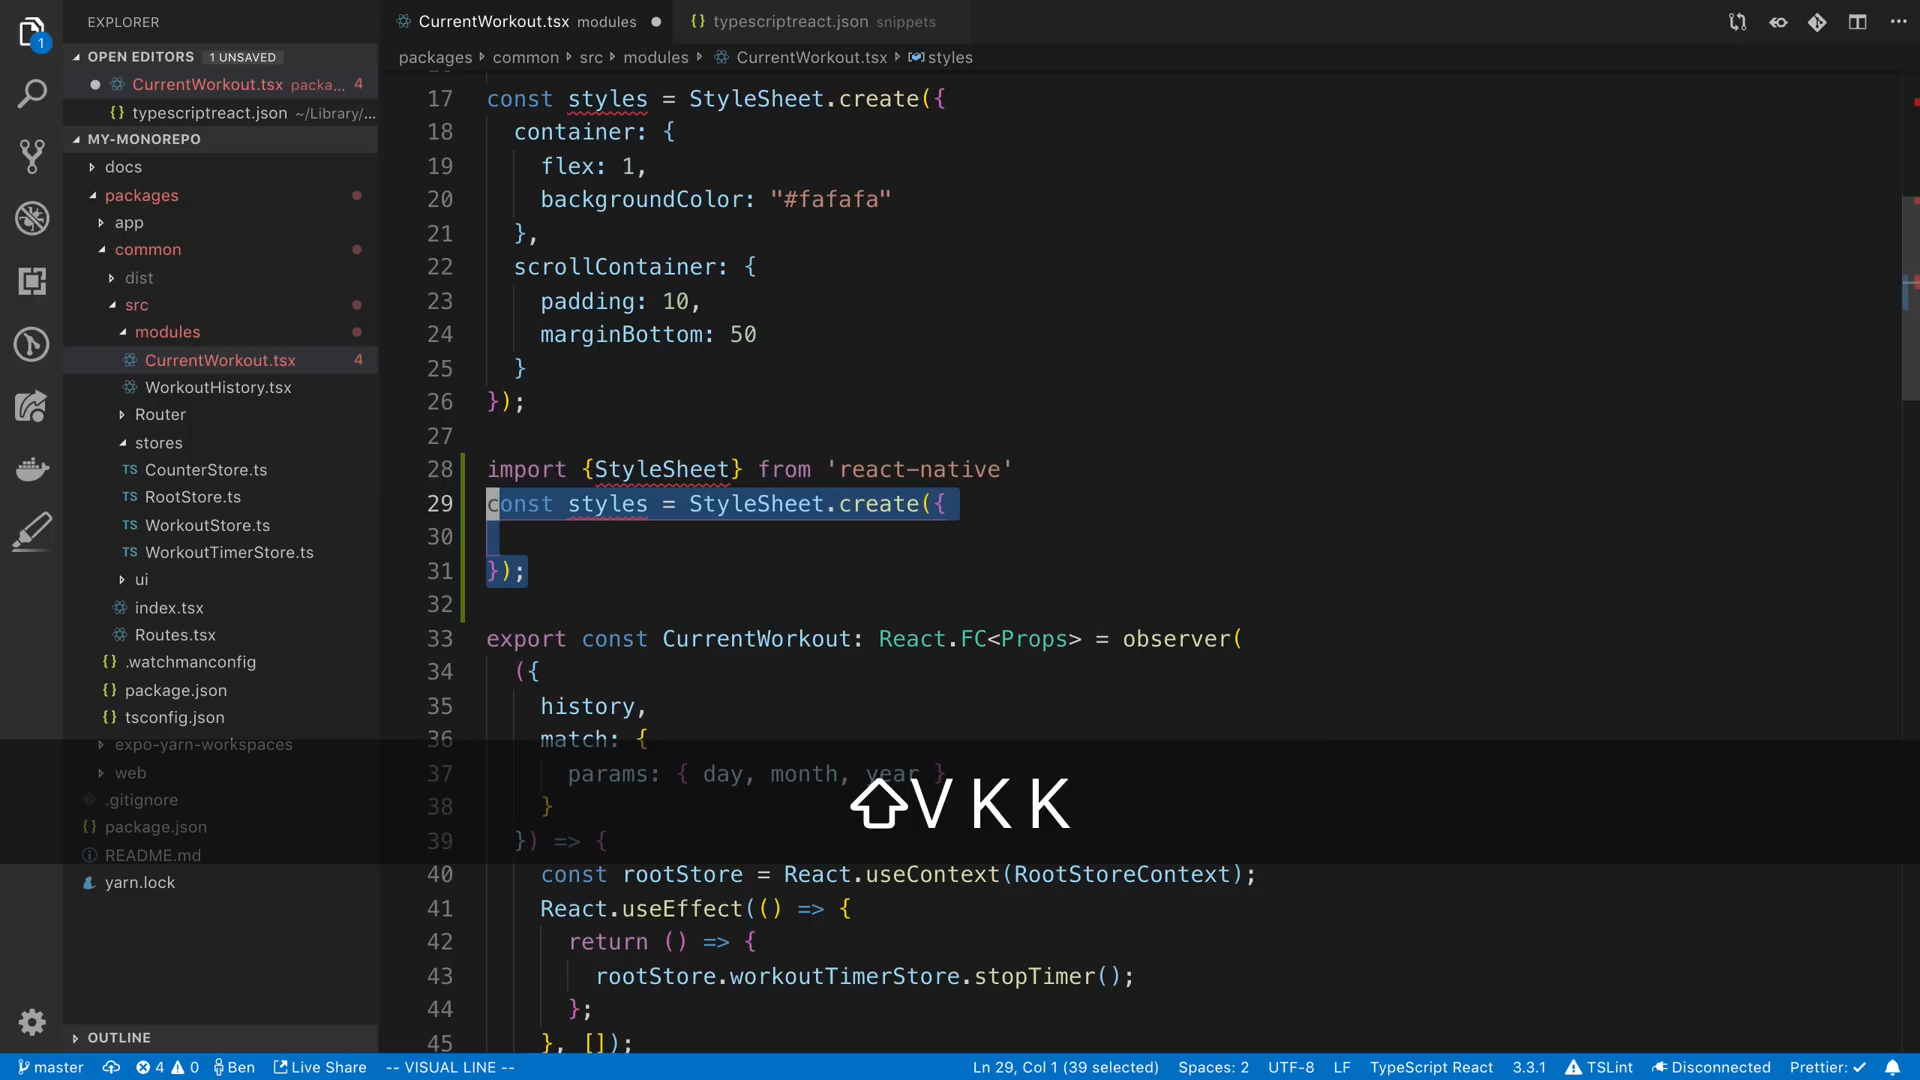 EXPLORER
OPEN EDITORS 1 UNSAVED
CurrentWorkout.tsx packa... 4
{} typescriptreact.json ~/Library/...
MY-MONOREPO
docs
packages
app
common
dist
src
modules
CurrentWorkout.tsx 4
WorkoutHistory.tsx
Router
stores
TS CounterStore.ts
TS RootStore.ts
TS WorkoutStore.ts
TS WorkoutTimerStore.ts
ui
index.tsx
Routes.tsx
{} .watchmanconfig
{} package.json
{} tsconfig.json
expo-yarn-workspaces
web
.gitignore
{} package.json
README.md
yarn.lock
OUTLINE
1
CurrentWorkout.tsx modules
{} typescriptreact.json snippets
packages common src modules CurrentWorkout.tsx styles
17 const styles = StyleSheet.create({
18 container: {
19 flex: 1,
20 backgroundColor: "#fafafa"
21 },
22 scrollContainer: {
23 padding: 10,
24 marginBottom: 50
25 }
26 });
27
28 import {StyleSheet} from 'react-native'
29 const styles = StyleSheet.create({
30
31 });
32
33 export const CurrentWorkout: React.FC<Props> = observer(
34 ({
35 history,
36 match: {
37 params: { day, month, year }
38 }
39 }) => {
40 const rootStore = React.useContext(RootStoreContext);
41 React.useEffect(() => {
42 return () => {
43 rootStore.workoutTimerStore.stopTimer();
44 };
45 }, []);
⇧V K K
master 4 0 Ben Live Share -- VISUAL LINE -- Ln 29, Col 1 (39 selected) Spaces: 2 UTF-8 LF TypeScript React 3.3.1 TSLint Disconnected Prettier: ✓